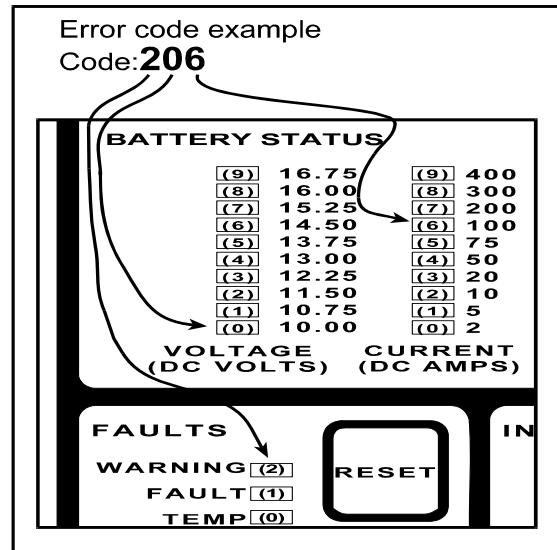 Error code example
Code:206
BATTERY STATUS
(9) 16.75 (9) 400
(8) 16.00 (8) 300
(7) 15.25 (7) 200
(6) 14.50 (6) 100
(5) 13.75 (5) 75
(4) 13.00 (4) 50
(3) 12.25 (3) 20
(2) 11.50 (2) 10
(1) 10.75 (1) 5
(0) 10.00 (0) 2
VOLTAGE CURRENT
(DC VOLTS) (DC AMPS)
FAULTS IN
WARNING (2)
RESET
FAULT (1)
TEMP (0)